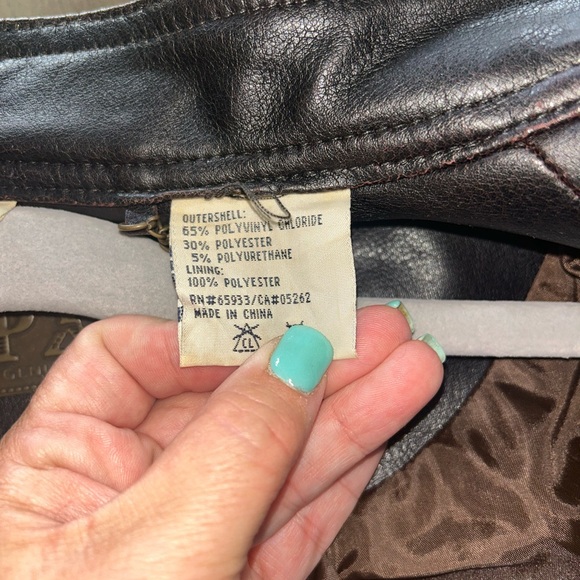 OUTERSHELL:
65% POLYVINYL CHLORIDE
30% POLYESTER
5% POLYURETHANE
LINING:
100% POLYESTER
RN#65933/CA#05262
MADE IN CHINA
CL